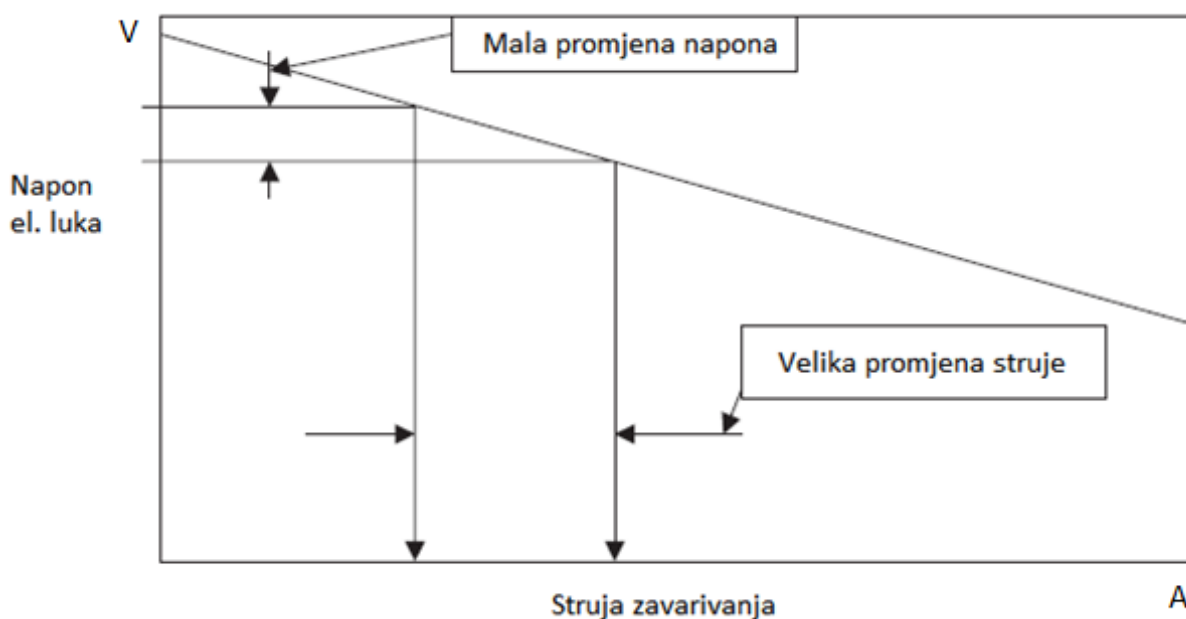 V
Mala promjena napona
Napon
el. luka
Velika promjena struje
Struja zavarivanja
A